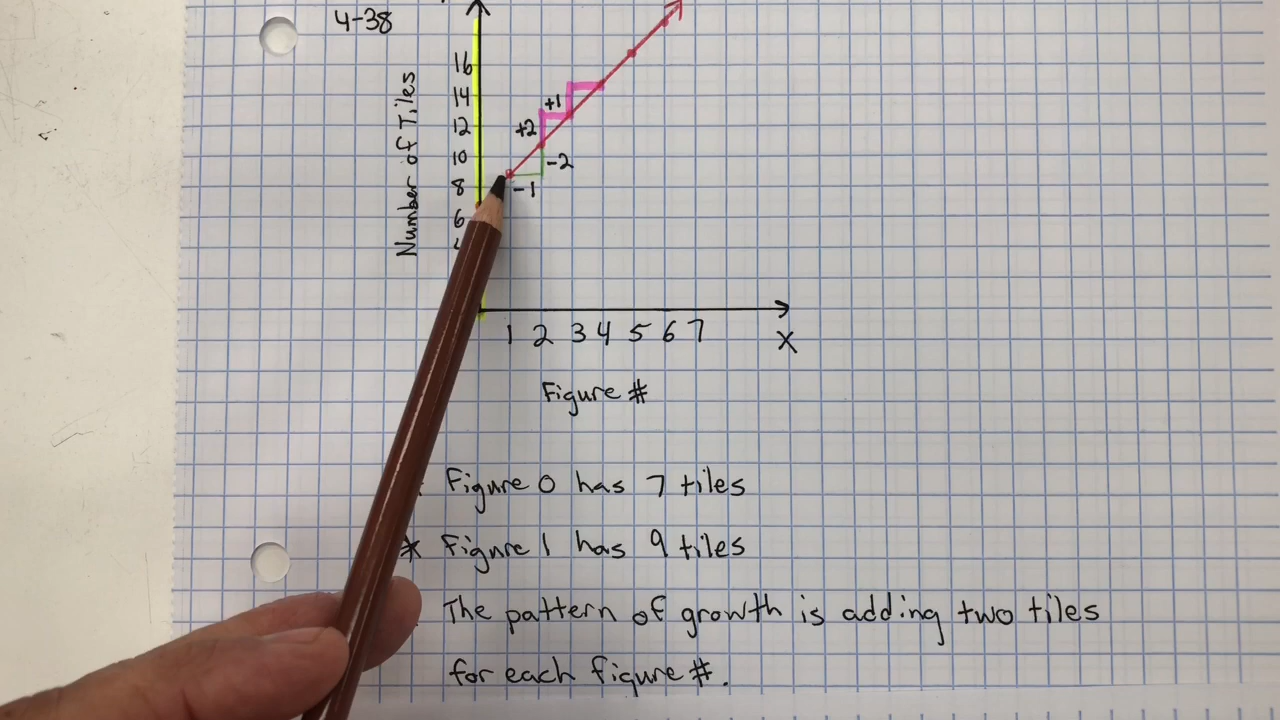 4-38
Number of Tiles
16
14
12
10
8
6
+1
+2
-2
-1
1 2 3 4 5 6 7
X
Figure #
Figure 0 has 7 tiles
* Figure 1 has 9 tiles
The pattern of growth is adding two tiles
for each figure #.